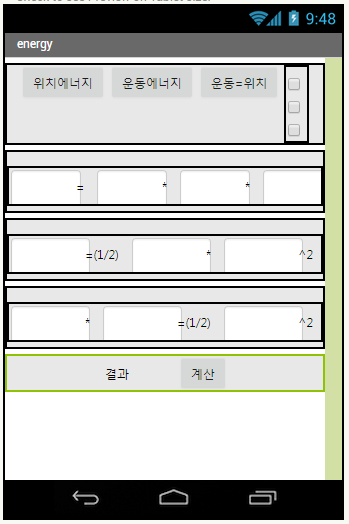 9:48
energy
위치에너지 운동에너지 운동=위치
= * *
=(1/2) * ^2
* =(1/2) ^2
결과 계산